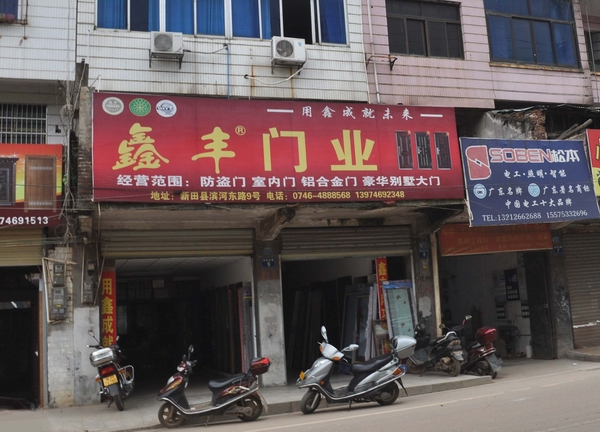 用鑫成就未来
鑫丰®门业
经营范围：防盗门 室内门 铝合金门 豪华别墅大门
地址：新田县滨河东路9号 电话：0746-4888568 13974692348
74691513
SOBEN松本
电工·照明·智能
广东名牌 广东著名商标
中国电工十大品牌
TEL:13212662688 15575332696
用鑫成就